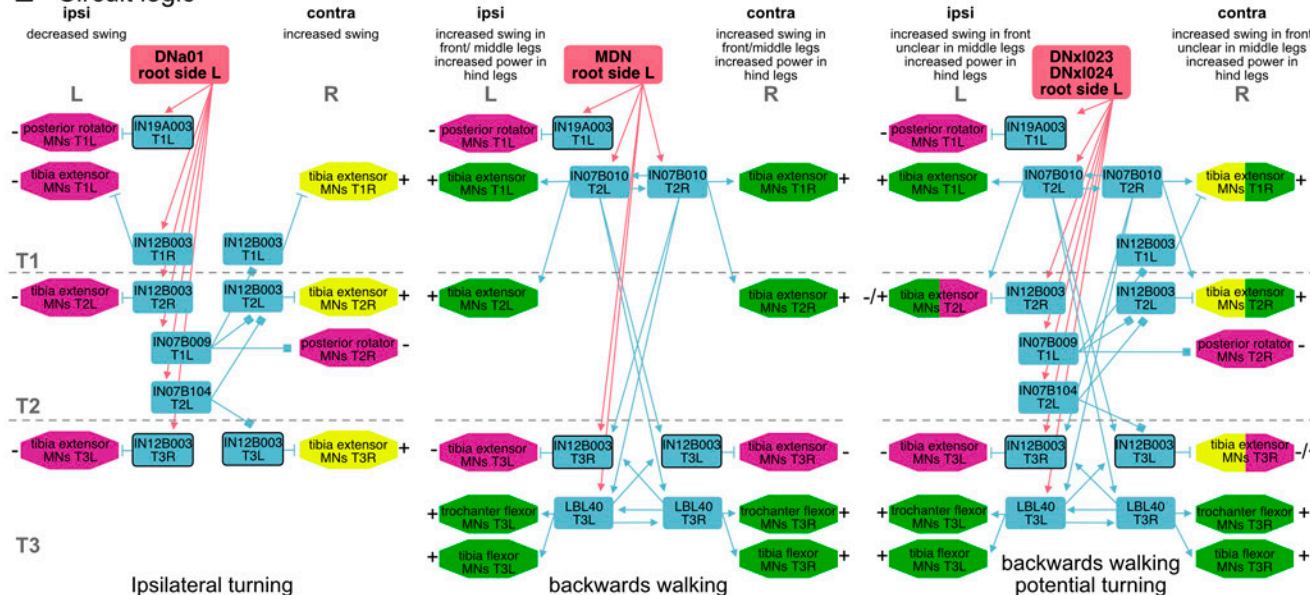 Circuit logic
ipsi
decreased swing
contra
increased swing
DNa01
root side L
L
R
-
posterior rotator
MNs T1L
IN19A003
T1L
-
tibia extensor
MNs T1L
tibia extensor
MNs T1R
+
IN12B003
T1R
IN12B003
T1L
T1
-
tibia extensor
MNs T2L
IN12B003
T2R
IN12B003
T2L
tibia extensor
MNs T2R
+
IN07B009
T1L
posterior rotator
MNs T2R
-
IN07B104
T2L
T2
-
tibia extensor
MNs T3L
IN12B003
T3R
IN12B003
T3L
tibia extensor
MNs T3R
+
T3
Ipsilateral turning
ipsi
increased swing in
front/ middle legs
increased power in
hind legs
contra
increased swing in
front/middle legs
increased power in
hind legs
MDN
root side L
L
R
-
posterior rotator
MNs T1L
IN19A003
T1L
+
tibia extensor
MNs T1L
IN07B010
T2L
IN07B010
T2R
tibia extensor
MNs T1R
+
+
tibia extensor
MNs T2L
tibia extensor
MNs T2R
+
-
tibia extensor
MNs T3L
IN12B003
T3R
IN12B003
T3L
tibia extensor
MNs T3R
-
+
trochanter flexor
MNs T3L
LBL40
T3L
LBL40
T3R
trochanter flexor
MNs T3R
+
+
tibia flexor
MNs T3L
tibia flexor
MNs T3R
+
backwards walking
ipsi
increased swing in front
unclear in middle legs
increased power in
hind legs
contra
increased swing in front
unclear in middle legs
increased power in
hind legs
DNxl023
DNxl024
root side L
L
R
-
posterior rotator
MNs T1L
IN19A003
T1L
+
tibia extensor
MNs T1L
IN07B010
T2L
IN07B010
T2R
tibia extensor
MNs T1R
+
IN12B003
T1L
-/+
tibia extensor
MNs T2L
IN12B003
T2R
IN12B003
T2L
tibia extensor
MNs T2R
+
IN07B009
T1L
posterior rotator
MNs T2R
-
IN07B104
T2L
-
tibia extensor
MNs T3L
IN12B003
T3R
IN12B003
T3L
tibia extensor
MNs T3R
+
trochanter flexor
MNs T3L
LBL40
T3L
LBL40
T3R
trochanter flexor
MNs T3R
+
+
tibia flexor
MNs T3L
tibia flexor
MNs T3R
+
backwards walking
potential turning